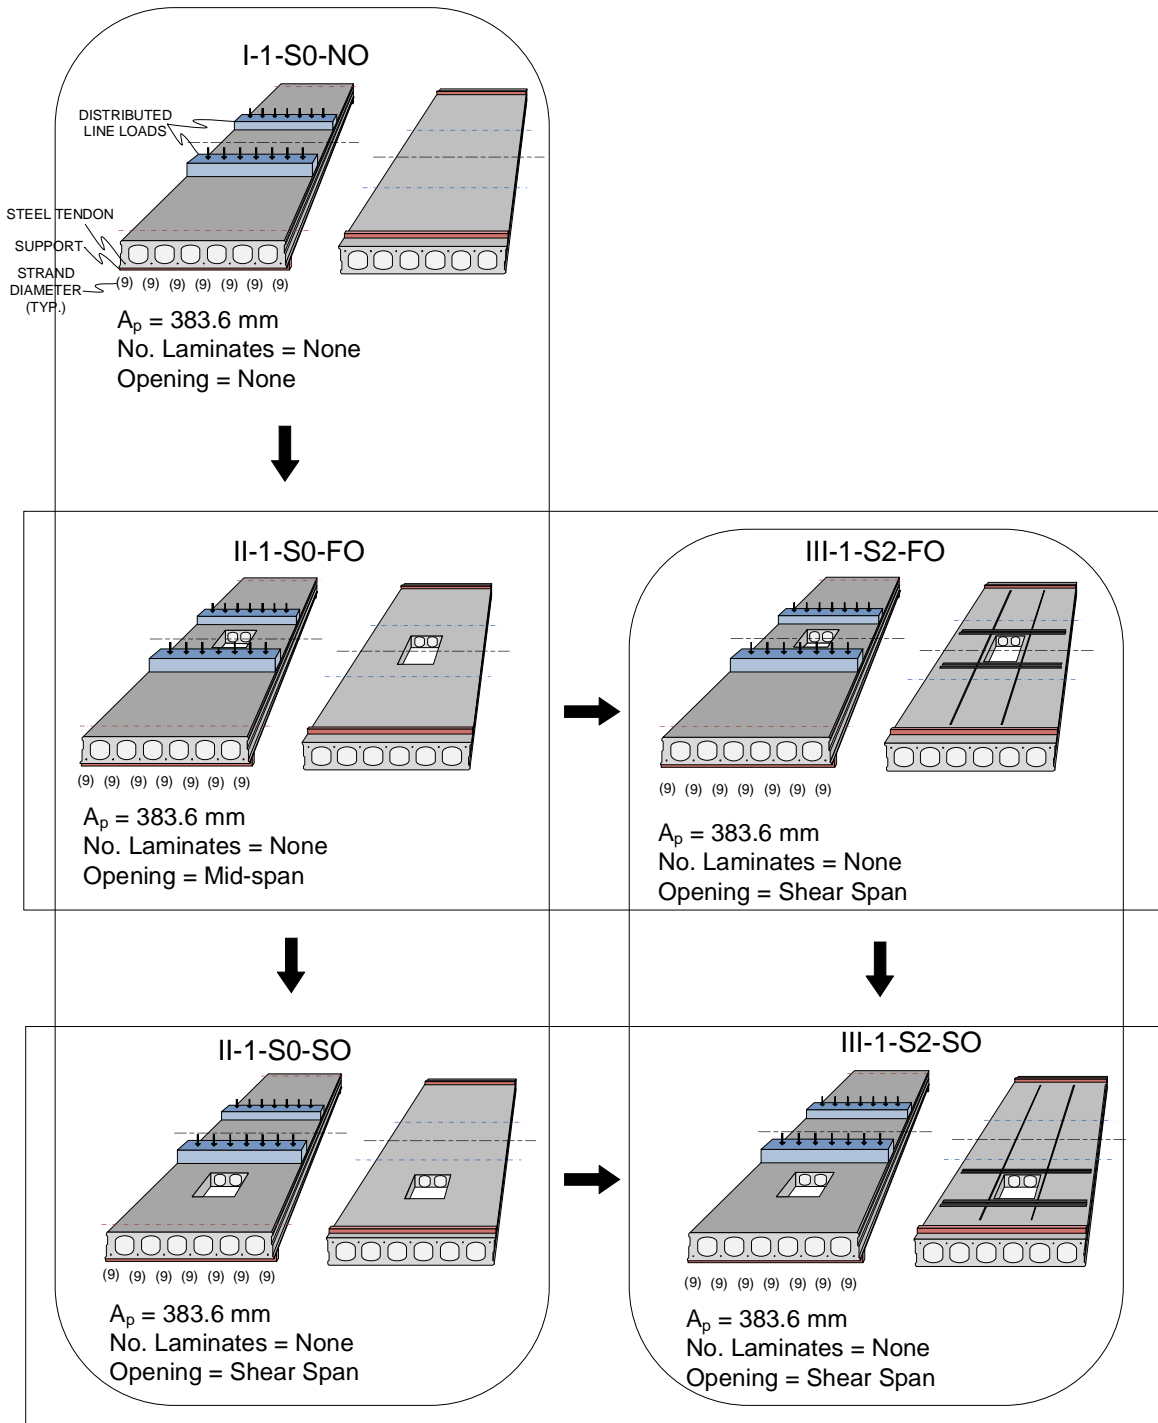 I-1-S0-NO
DISTRIBUTED
LINE LOADS
STEEL TENDON
SUPPORT
STRAND
DIAMETER
(TYP.)
(9) (9) (9) (9) (9) (9) (9)
Ap = 383.6 mm
No. Laminates = None
Opening = None
II-1-S0-FO
(9) (9) (9) (9) (9) (9) (9)
Ap = 383.6 mm
No. Laminates = None
Opening = Mid-span
III-1-S2-FO
(9) (9) (9) (9) (9) (9) (9)
Ap = 383.6 mm
No. Laminates = None
Opening = Shear Span
II-1-S0-SO
(9) (9) (9) (9) (9) (9) (9)
Ap = 383.6 mm
No. Laminates = None
Opening = Shear Span
III-1-S2-SO
(9) (9) (9) (9) (9) (9) (9)
Ap = 383.6 mm
No. Laminates = None
Opening = Shear Span